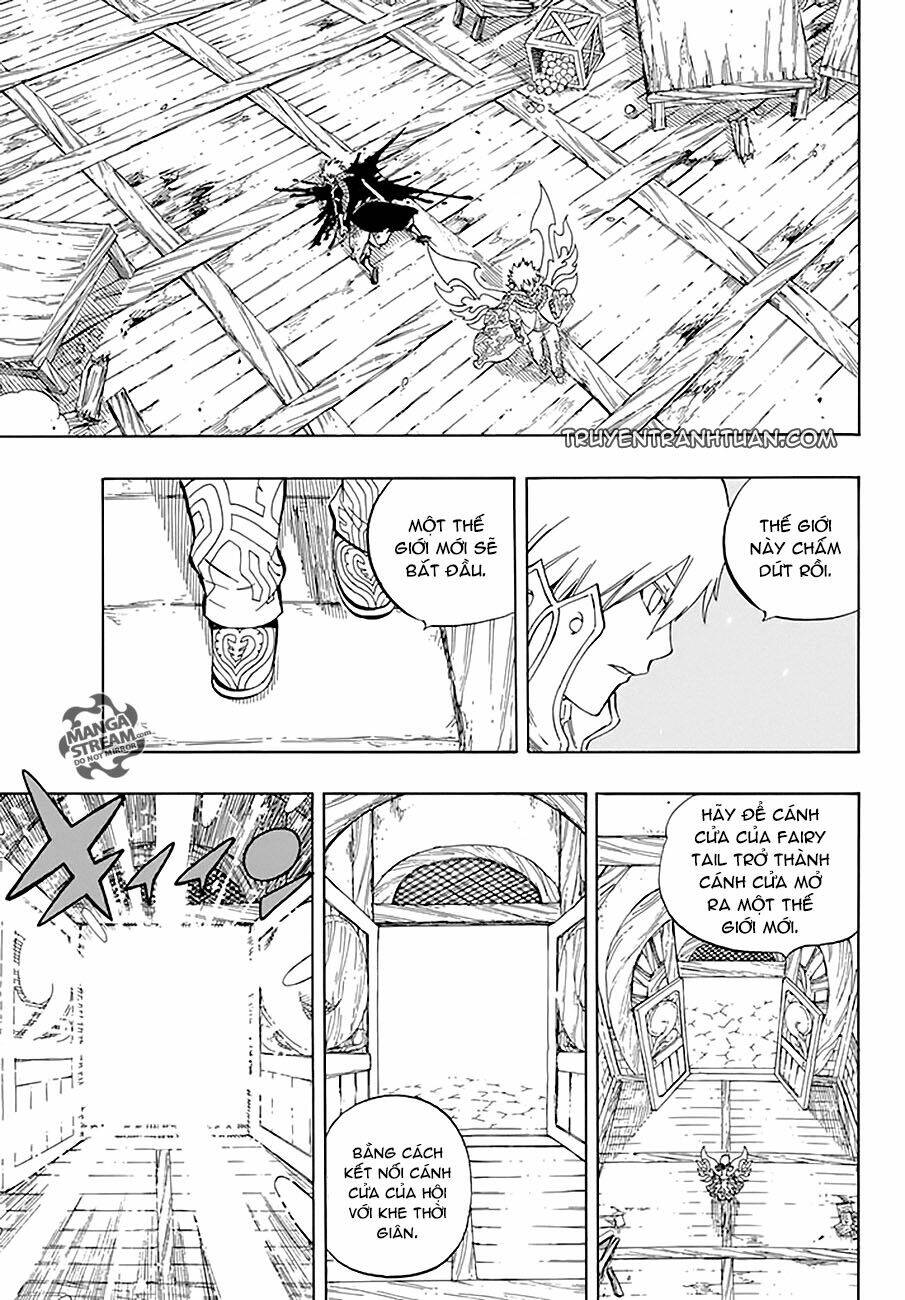 TRUYENTRANHTUAN.COM
THẾ GIỚI
NÀY CHẤM
DỨT RỒI.
MỘT THẾ
GIỚI MỚI SẼ
BẮT ĐẦU.
MANGA
STREAM.com
DO NOT MIRROR
HÃY ĐỂ CÁNH
CỬA CỦA FAIRY
TAIL TRỞ THÀNH
CÁNH CỬA MỞ
RA MỘT THẾ
GIỚI MỚI.
BẰNG CÁCH
KẾT NỐI CÁNH
CỬA CỦA HỘI
VỚI KHE THỜI
GIAN.